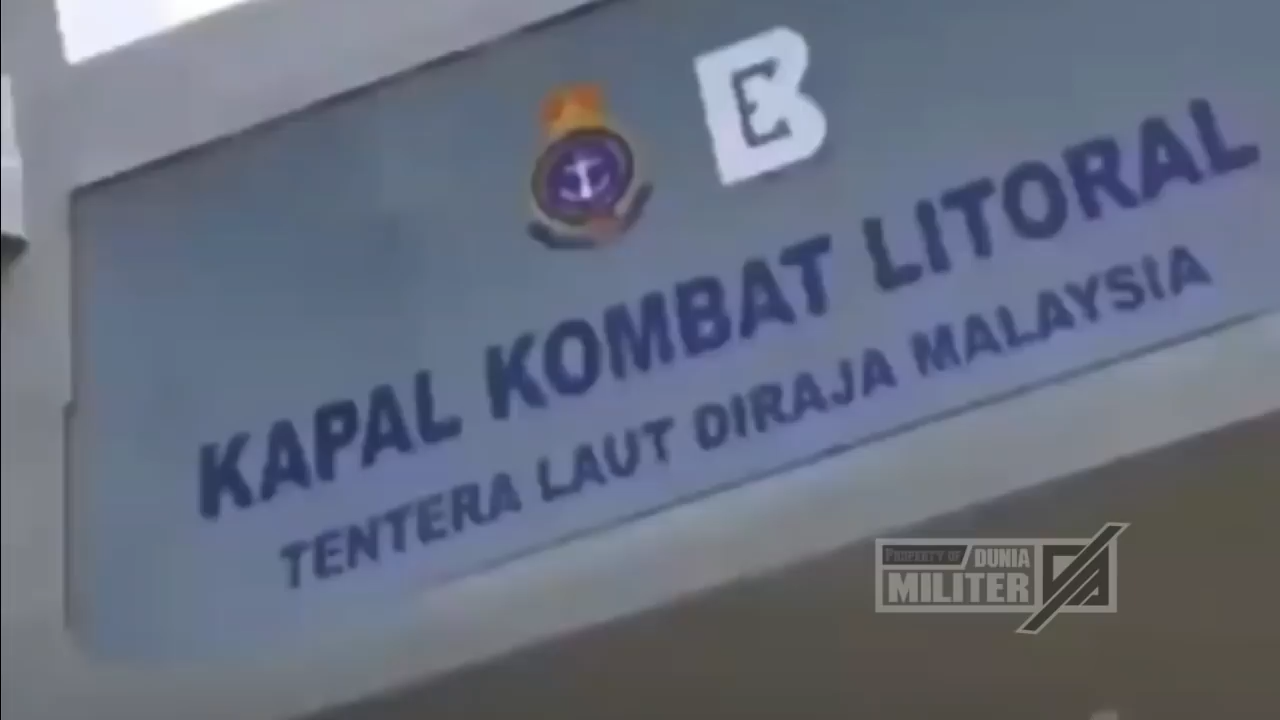 KAPAL KOMBAT LITORAL
TENTERA LAUT DIRAJA MALAYSIA
PROPERTY OF DUNIA
MILITER